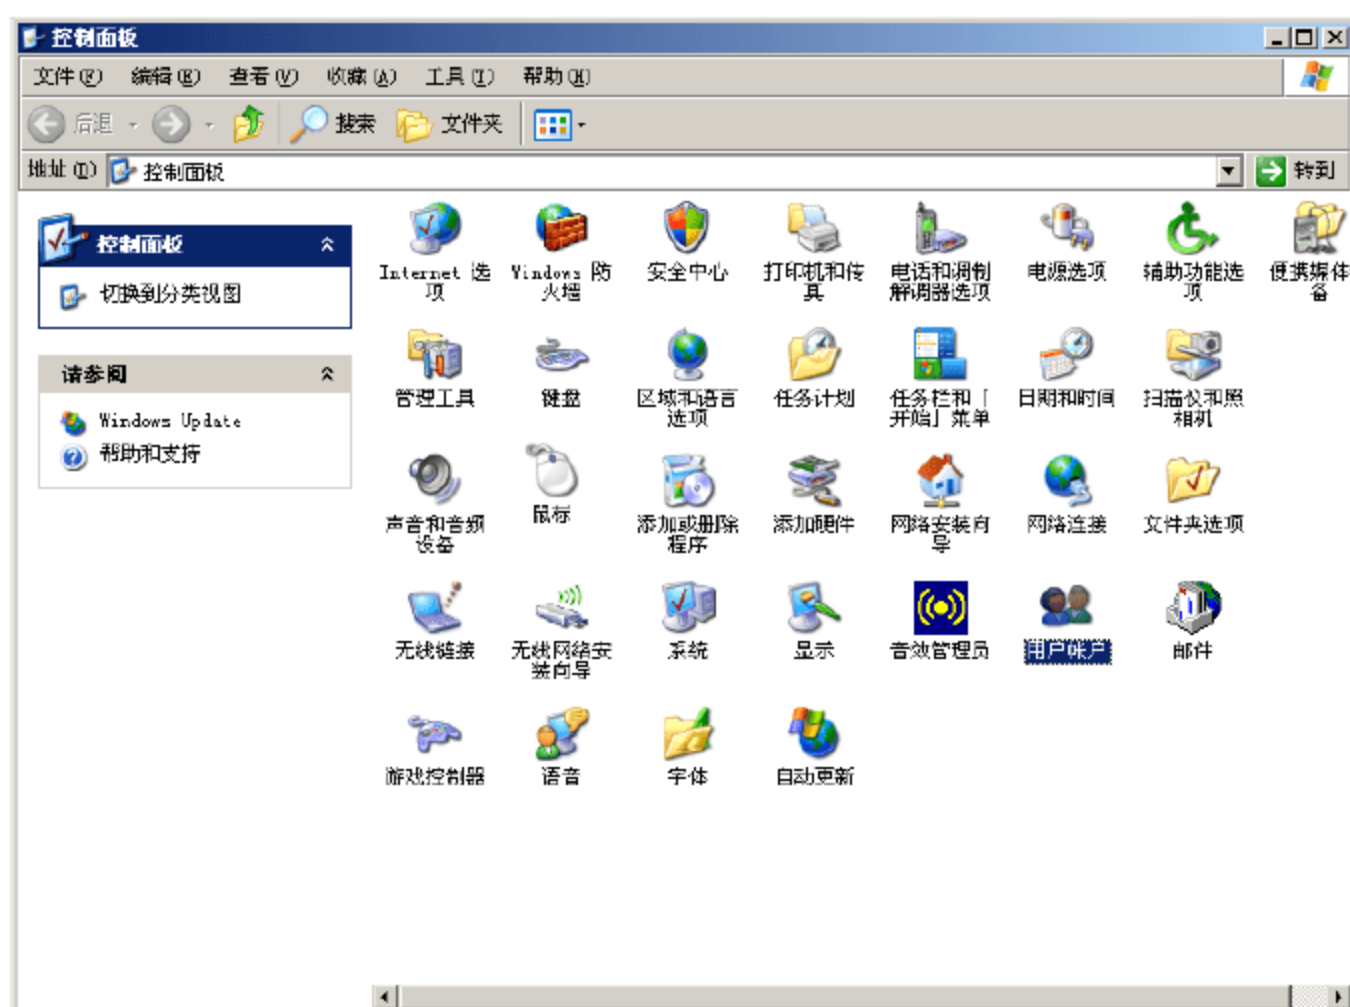 控制面板
文件(F) 编辑(E) 查看(V) 收藏(A) 工具(T) 帮助(H)
后退 搜索 文件夹
地址(D) 控制面板 转到
控制面板
切换到分类视图
请参阅
Windows Update
帮助和支持
Internet 选
项
Windows 防
火墙
安全中心
打印机和传
真
电话和调制
解调器选项
电源选项
辅助功能选
项
便携媒体
备
管理工具
键盘
区域和语言
选项
任务计划
任务栏和「
开始」菜单
日期和时间
扫描仪和照
相机
声音和音频
设备
鼠标
添加或删除
程序
添加硬件
网络安装向
导
网络连接
文件夹选项
无线链接
无线网络安
装向导
系统
显示
音效管理员
用户帐户
邮件
游戏控制器
语音
字体
自动更新